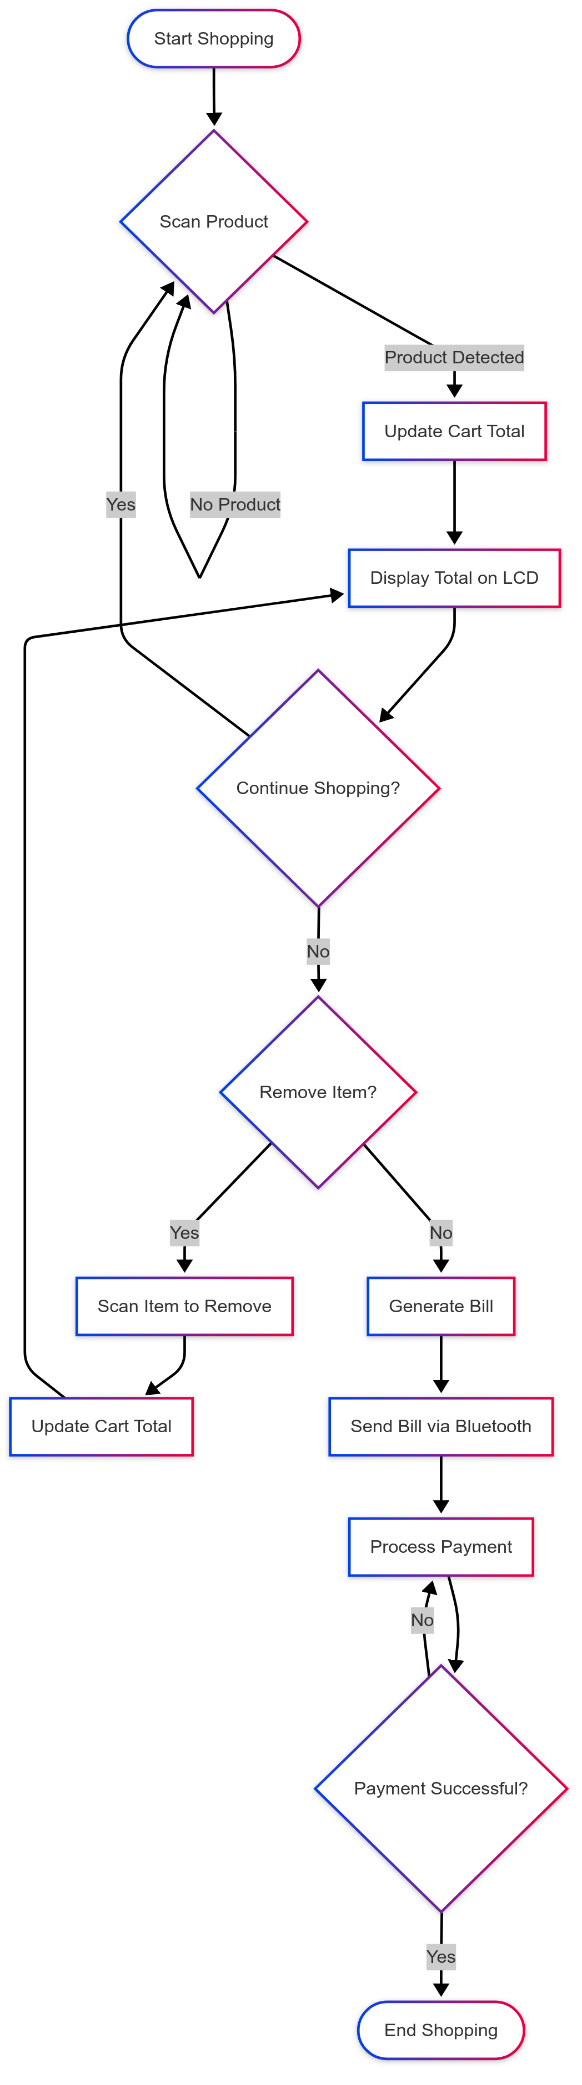 Start Shopping
Scan Product
Product Detected
Update Cart Total
Yes
No Product
Display Total on LCD
Continue Shopping?
No
Remove Item?
Yes
No
Scan Item to Remove
Generate Bill
Update Cart Total
Send Bill via Bluetooth
Process Payment
No
Payment Successful?
Yes
End Shopping